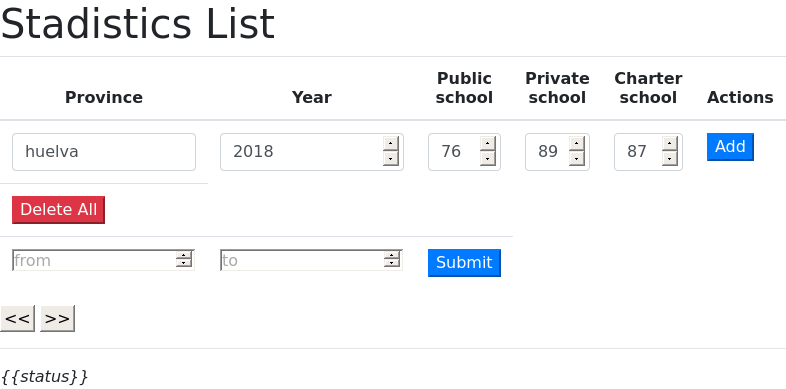 Stadistics List
Province Year Public school Private school Charter school Actions
huelva 2018 76 89 87 Add
Delete All
from to Submit
<< >>
{{status}}